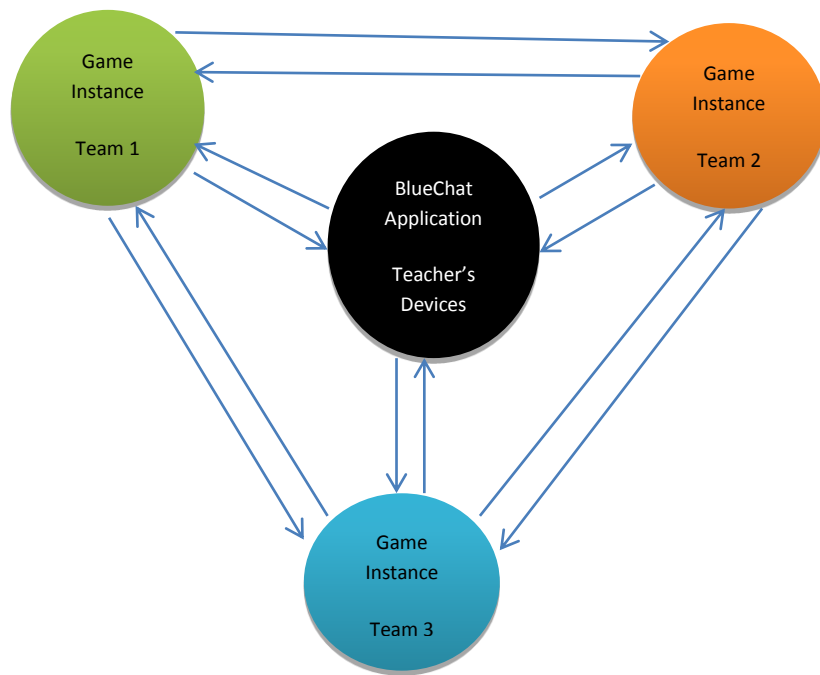 Game
Instance
Team 1
Game
Instance
Team 2
BlueChat
Application
Teacher’s
Devices
Game
Instance
Team 3